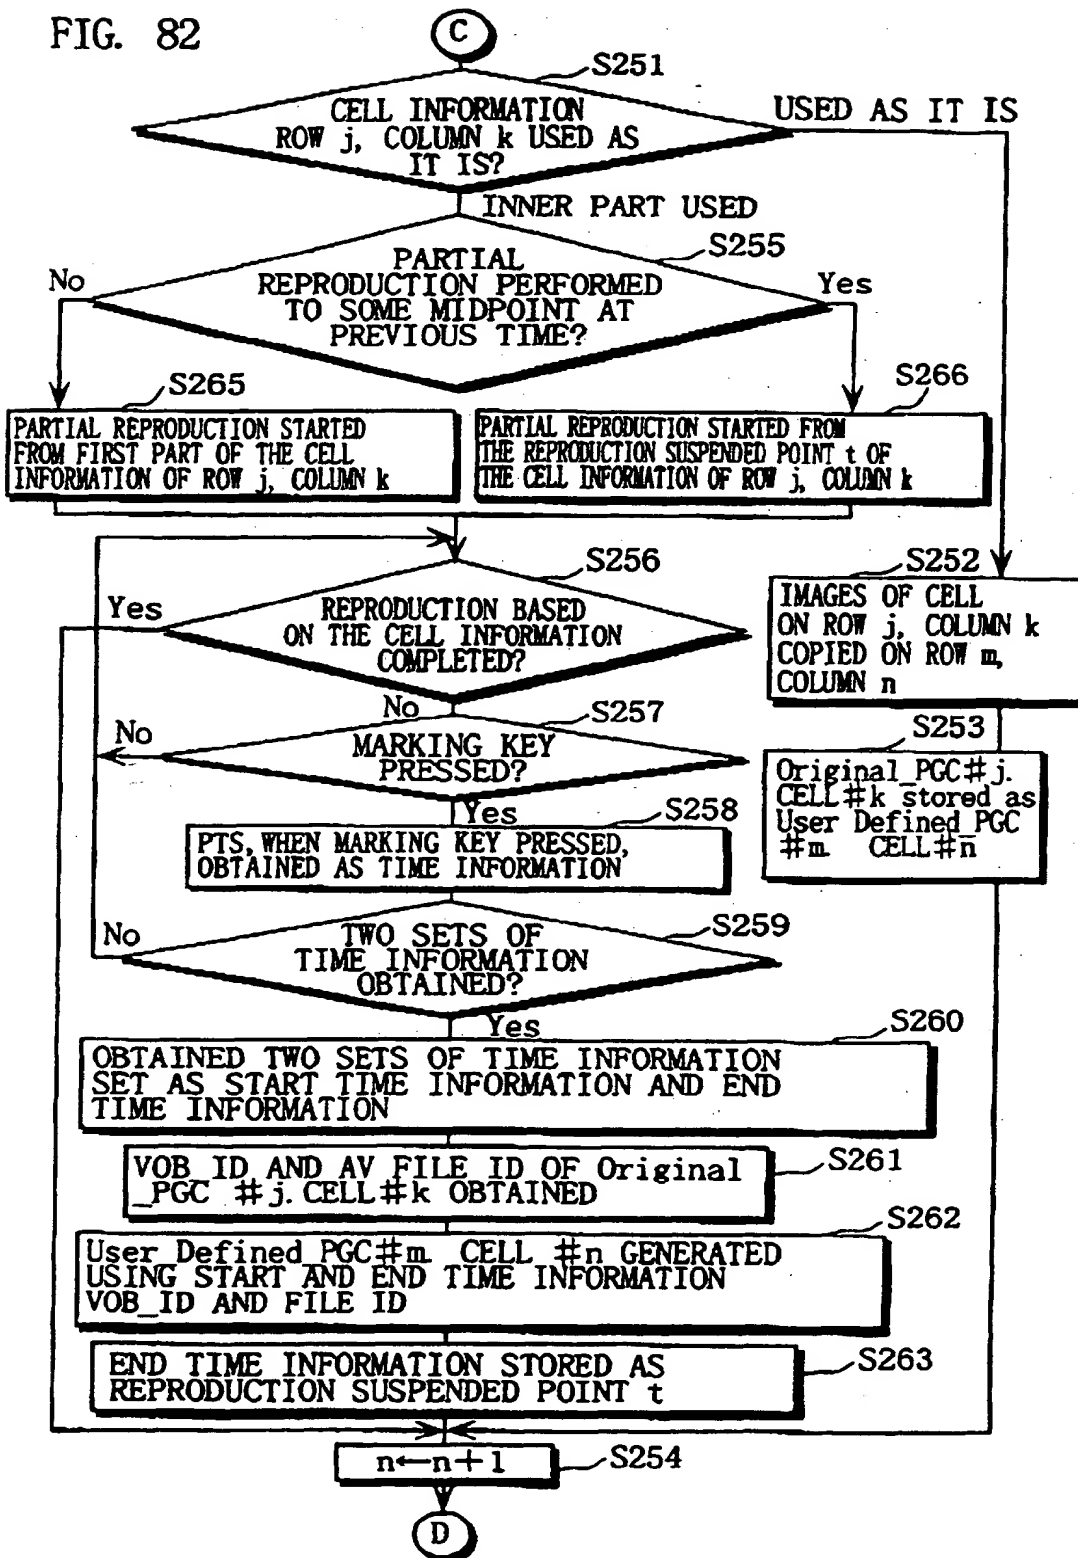 FIG. 82
C
S251
CELL INFORMATION
ROW j, COLUMN k USED AS
IT IS?
USED AS IT IS
INNER PART USED
S255
PARTIAL
REPRODUCTION PERFORMED
TO SOME MIDPOINT AT
PREVIOUS TIME?
No
Yes
S265
PARTIAL REPRODUCTION STARTED
FROM FIRST PART OF THE CELL
INFORMATION OF ROW j, COLUMN k
S266
PARTIAL REPRODUCTION STARTED FROM
THE REPRODUCTION SUSPENDED POINT t OF
THE CELL INFORMATION OF ROW j, COLUMN k
S256
REPRODUCTION BASED
ON THE CELL INFORMATION
COMPLETED?
Yes
No
S252
IMAGES OF CELL
ON ROW j, COLUMN k
COPIED ON ROW m,
COLUMN n
S257
MARKING KEY
PRESSED?
No
Yes
S253
Original_PGC#j.
CELL#k stored as
User Defined_PGC
#m CELL#n
S258
PTS, WHEN MARKING KEY PRESSED,
OBTAINED AS TIME INFORMATION
S259
TWO SETS OF
TIME INFORMATION
OBTAINED?
No
Yes
S260
OBTAINED TWO SETS OF TIME INFORMATION
SET AS START TIME INFORMATION AND END
TIME INFORMATION
S261
VOB_ID AND AV_FILE ID OF Original
_PGC #j. CELL#k OBTAINED
S262
User Defined_PGC#m CELL #n GENERATED
USING START AND END TIME INFORMATION
VOB_ID AND FILE ID
S263
END TIME INFORMATION STORED AS
REPRODUCTION SUSPENDED POINT t
S254
n←n+1
D